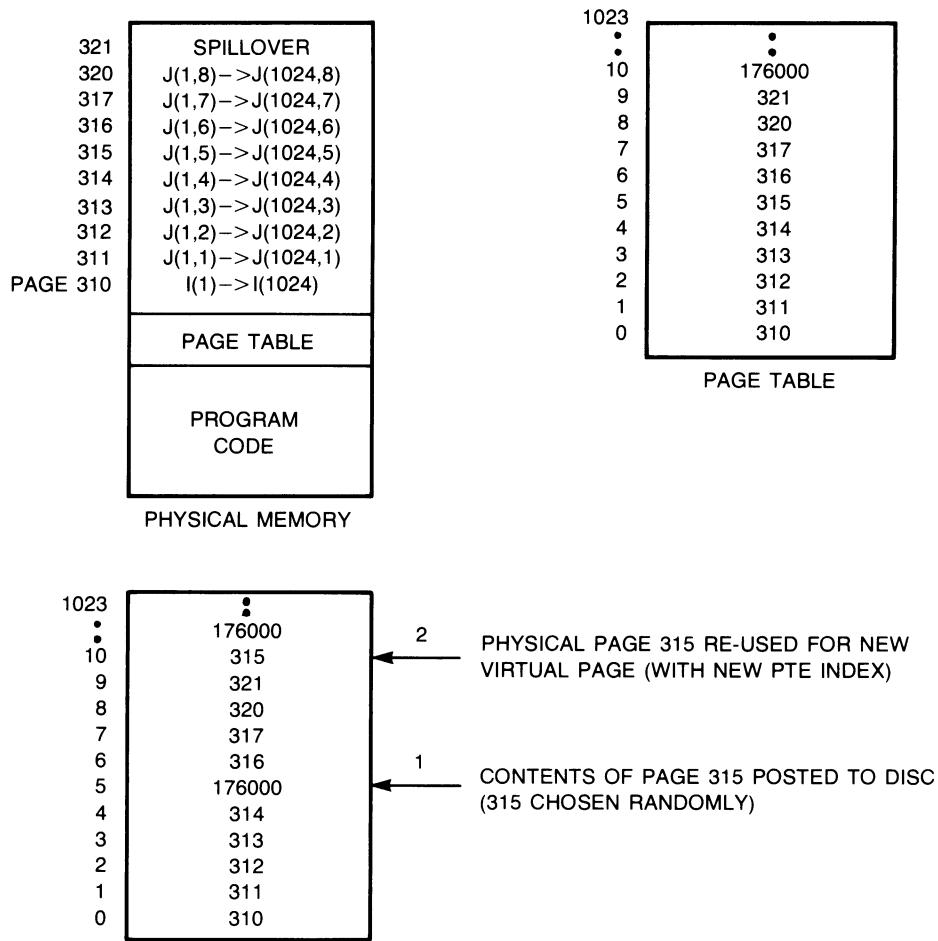 321 SPILLOVER
320 J(1,8)–>J(1024,8)
317 J(1,7)–>J(1024,7)
316 J(1,6)–>J(1024,6)
315 J(1,5)–>J(1024,5)
314 J(1,4)–>J(1024,4)
313 J(1,3)–>J(1024,3)
312 J(1,2)–>J(1024,2)
311 J(1,1)–>J(1024,1)
PAGE 310 I(1)–>I(1024)
PAGE TABLE
PROGRAM
CODE
PHYSICAL MEMORY
1023
10 176000
9 321
8 320
7 317
6 316
5 315
4 314
3 313
2 312
1 311
0 310
PAGE TABLE
1023
176000
10 315
9 321
8 320
7 317
6 316
5 176000
4 314
3 313
2 312
1 311
0 310
2 PHYSICAL PAGE 315 RE-USED FOR NEW
VIRTUAL PAGE (WITH NEW PTE INDEX)
1 CONTENTS OF PAGE 315 POSTED TO DISC
(315 CHOSEN RANDOMLY)